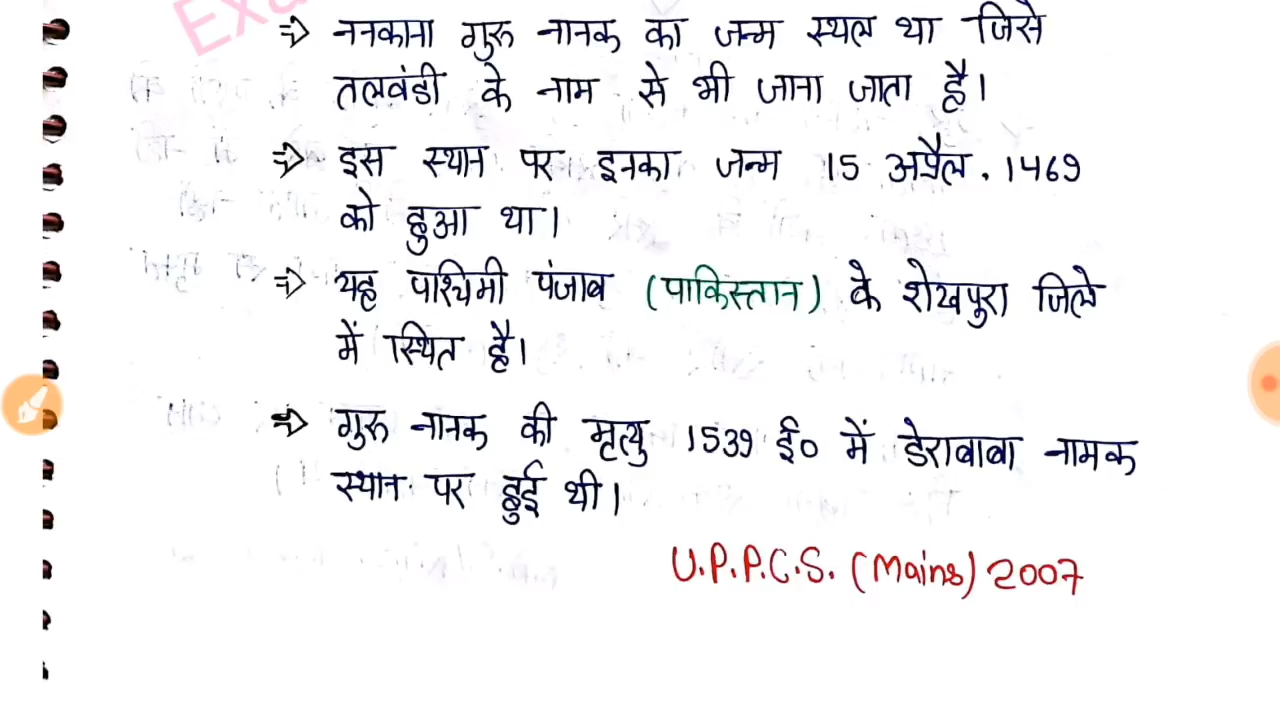 Exa
⇒ ननकाना गुरु नानक का जन्म स्थल था जिसे
तलवंडी के नाम से भी जाना जाता है।
⇒ इस स्थान पर इनका जन्म 15 अप्रैल. 1469
को हुआ था।
⇒ यह पश्चिमी पंजाब (पाकिस्तान) के शेखपुरा जिले
में स्थित है।
⇒ गुरु नानक की मृत्यु 1539 ई० में डेराबाबा नामक
स्थान पर हुई थी।
U.P.P.C.S. (Mains) 2007